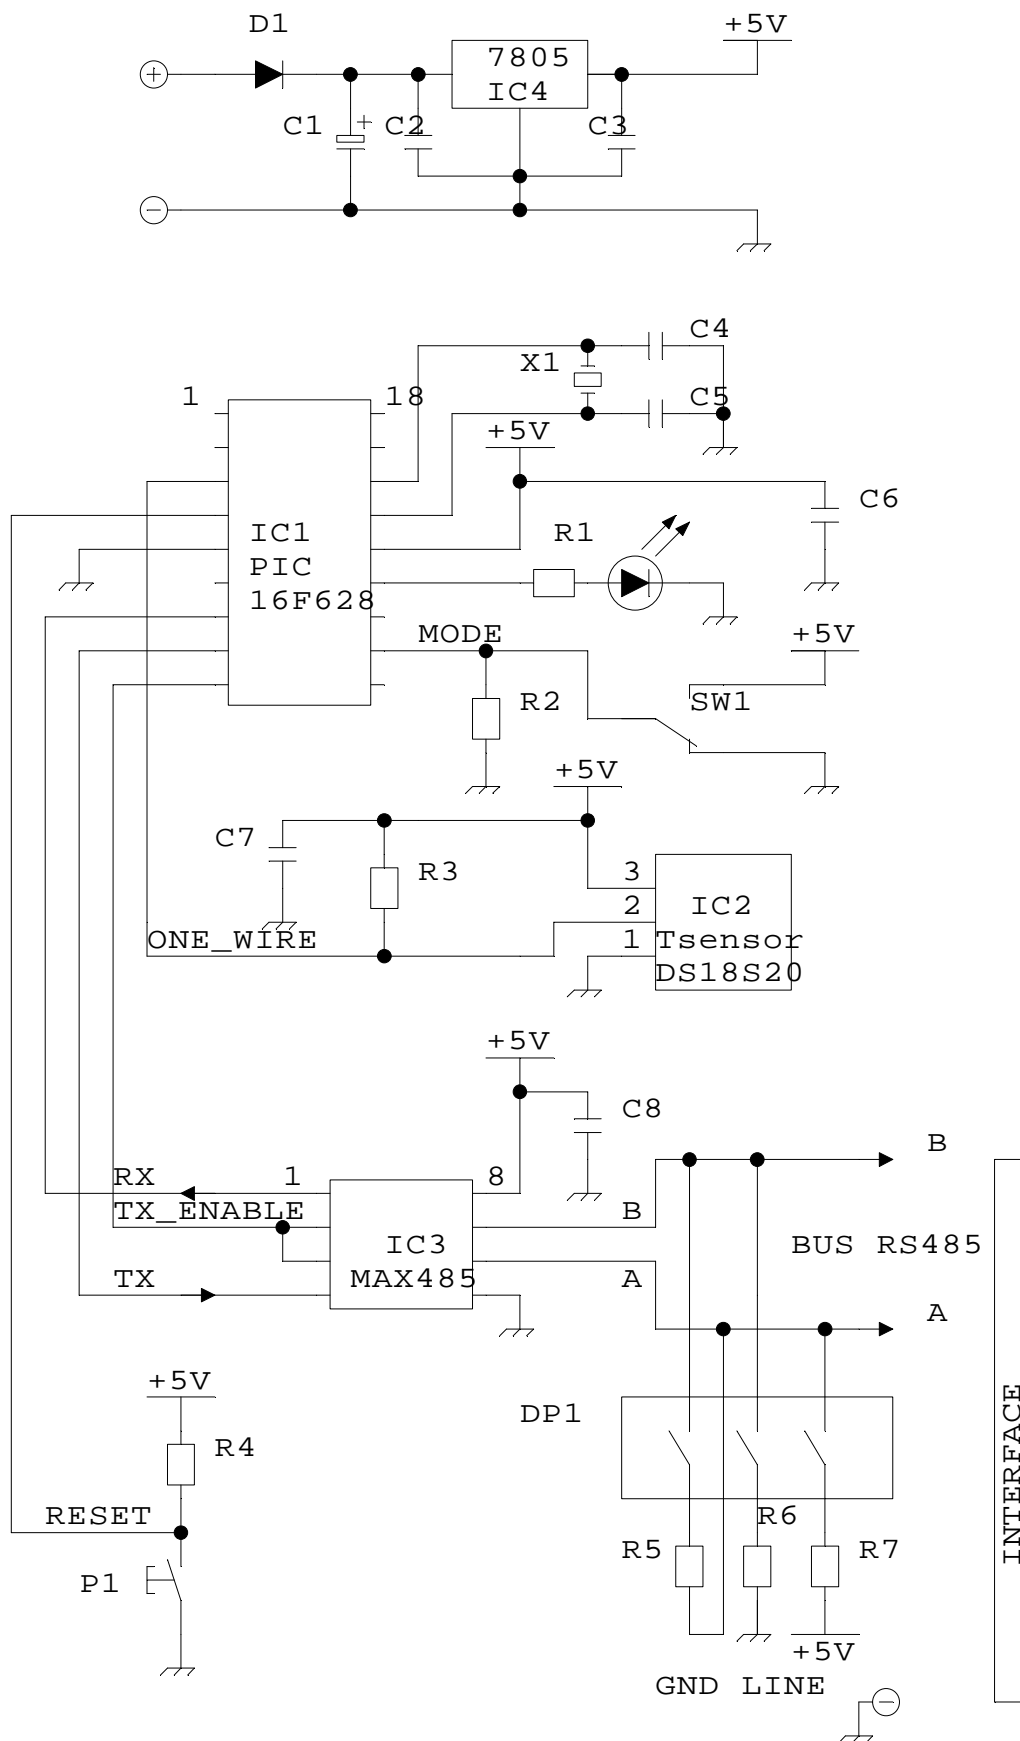 D1
+5V
7805
IC4
+
C1
+
C2
C3
−
C4
X1
1
18
C5
+5V
C6
IC1
R1
PIC
16F628
MODE
+5V
R2
SW1
+5V
C7
R3
3
2
IC2
ONE_WIRE
1
Tsensor
DS18S20
+5V
C8
B
RX
1
8
TX_ENABLE
B
IC3
BUS RS485
TX
MAX485
A
A
+5V
DP1
R4
INTERFACE
RESET
R6
R5
R7
P1
+5V
GND LINE
−